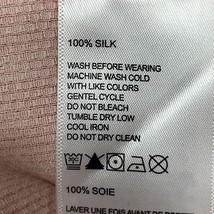 100% SILK
WASH BEFORE WEARING
MACHINE WASH COLD
WITH LIKE COLORS
GENTEL CYCLE
DO NOT BLEACH
TUMBLE DRY LOW
COOL IRON
DO NOT DRY CLEAN
100% SOIE
LAVER UNE FOIS AVANT DE